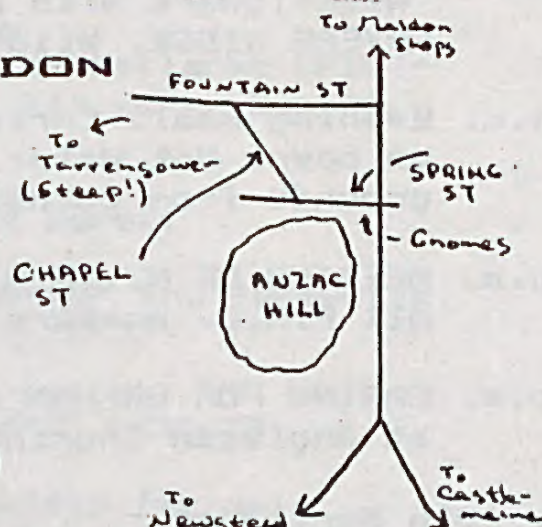 To Maldon
Shops
DON
FOUNTAIN ST
To
Tarrengower
(Steep!)
SPRING
ST
Gnomes
CHAPEL
ST
ANZAC
HILL
To
Newstead
To
Castle-
maine